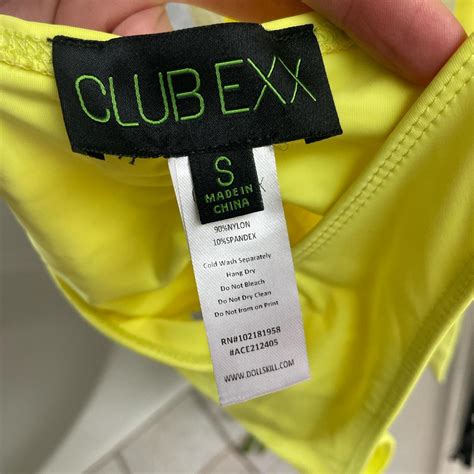 CLUB EXX
S
MADE IN
CHINA
90%NYLON
10%SPANDEX
Cold Wash Separately
Hang Dry
Do Not Bleach
Do Not Dry Clean
Do Not Iron on Print
RN#102181958
#ACE212405
WWW.DOLLSKILL.COM